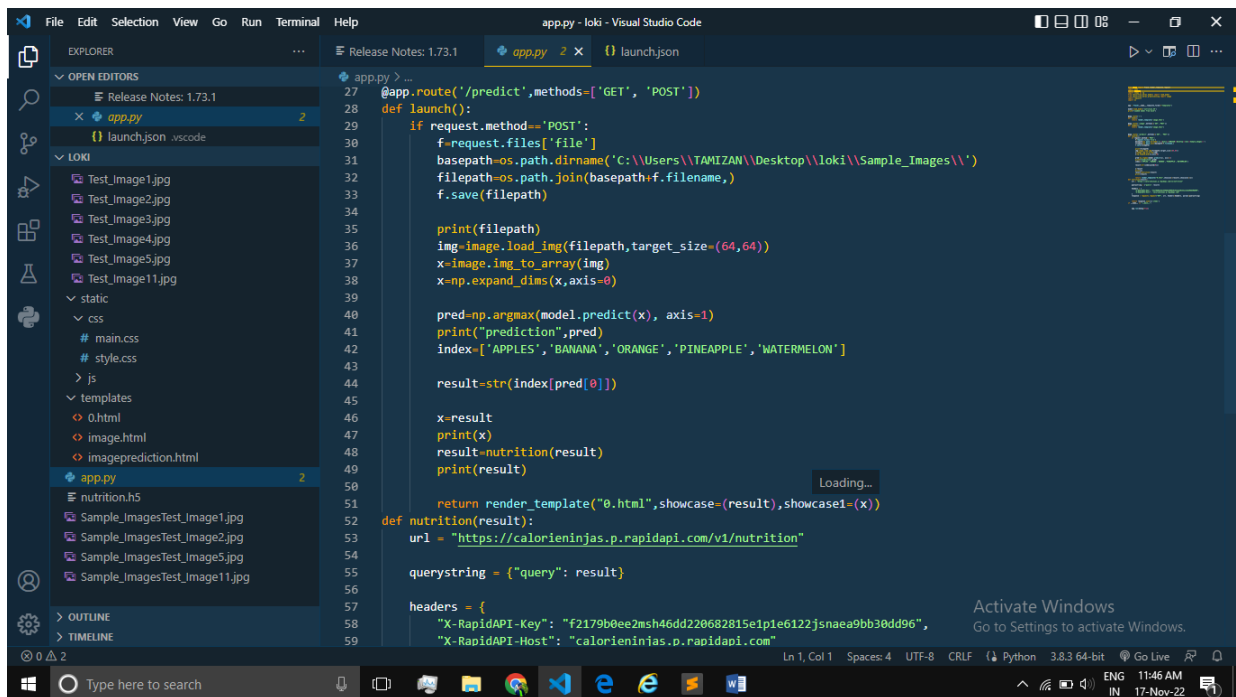 File Edit Selection View Go Run Terminal Help
app.py - loki - Visual Studio Code
EXPLORER
OPEN EDITORS
Release Notes: 1.73.1
app.py 2
launch.json .vscode
LOKI
Test_Image1.jpg
Test_Image2.jpg
Test_Image3.jpg
Test_Image4.jpg
Test_Image5.jpg
Test_Image11.jpg
static
css
# main.css
# style.css
js
templates
<> 0.html
<> image.html
<> imageprediction.html
app.py 2
nutrition.h5
Sample_ImagesTest_Image1.jpg
Sample_ImagesTest_Image2.jpg
Sample_ImagesTest_Image5.jpg
Sample_ImagesTest_Image11.jpg
OUTLINE
TIMELINE
Release Notes: 1.73.1 app.py 2 {} launch.json
app.py > ...
27 @app.route('/predict',methods=['GET', 'POST'])
28 def launch():
29 if request.method=='POST':
30 f=request.files['file']
31 basepath=os.path.dirname('C:\\Users\\TAMIZAN\\Desktop\\loki\\Sample_Images\\')
32 filepath=os.path.join(basepath+f.filename,)
33 f.save(filepath)
34
35 print(filepath)
36 img=image.load_img(filepath,target_size=(64,64))
37 x=image.img_to_array(img)
38 x=np.expand_dims(x,axis=0)
39
40 pred=np.argmax(model.predict(x), axis=1)
41 print("prediction",pred)
42 index=['APPLES','BANANA','ORANGE','PINEAPPLE','WATERMELON']
43
44 result=str(index[pred[0]])
45
46 x=result
47 print(x)
48 result=nutrition(result)
49 print(result)
50
Loading...
51 return render_template("0.html",showcase=(result),showcase1=(x))
52 def nutrition(result):
53 url = "https://calorieninjas.p.rapidapi.com/v1/nutrition"
54
55 querystring = {"query": result}
56
57 headers = {
58 "X-RapidAPI-Key": "f2179b0ee2msh46dd220682815e1p1e6122jsnaea9bb30dd96",
59 "X-RapidAPI-Host": "calorieninjas.p.rapidapi.com"
Activate Windows
Go to Settings to activate Windows.
0 2
Ln 1, Col 1 Spaces: 4 UTF-8 CRLF Python 3.8.3 64-bit Go Live
Type here to search
ENG 11:46 AM
IN 17-Nov-22